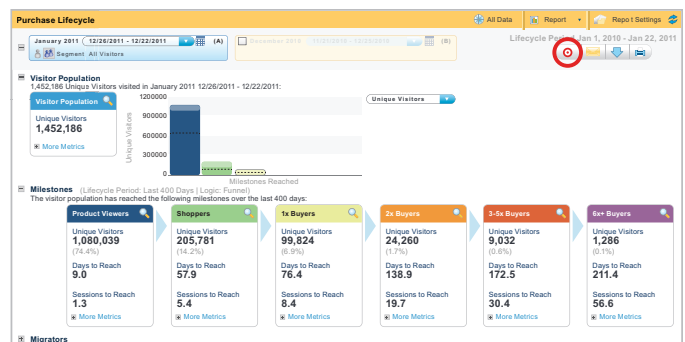 Purchase Lifecycle
All Data
Report
Repo t Settings
January 2011 (12/26/2011 - 12/22/2011) (A)
(B)
Segment All Visitors
Lifecycle Period Jan 1, 2010 - Jan 22, 2011
Visitor Population
1,452,186 Unique Visitors visited in January 2011 12/26/2011 - 12/22/2011:
Visitor Population
Unique Visitors
1,452,186
More Metrics
Unique Visitors
1200000
900000
600000
300000
0
Milestones Reached
Unique Visitors
Milestones (Lifecycle Period: Last 400 Days | Logic: Funnel)
The visitor population has reached the following milestones over the last 400 days:
Product Viewers
Unique Visitors
1,080,039
(74.4%)
Days to Reach
9.0
Sessions to Reach
1.3
More Metrics
Shoppers
Unique Visitors
205,781
(14.2%)
Days to Reach
57.9
Sessions to Reach
5.4
More Metrics
1x Buyers
Unique Visitors
99,824
(6.9%)
Days to Reach
76.4
Sessions to Reach
8.4
More Metrics
2x Buyers
Unique Visitors
24,260
(1.7%)
Days to Reach
138.9
Sessions to Reach
19.7
More Metrics
3-5x Buyers
Unique Visitors
9,032
(0.6%)
Days to Reach
172.5
Sessions to Reach
30.4
More Metrics
6x+ Buyers
Unique Visitors
1,286
(0.1%)
Days to Reach
211.4
Sessions to Reach
56.6
More Metrics
Migrators